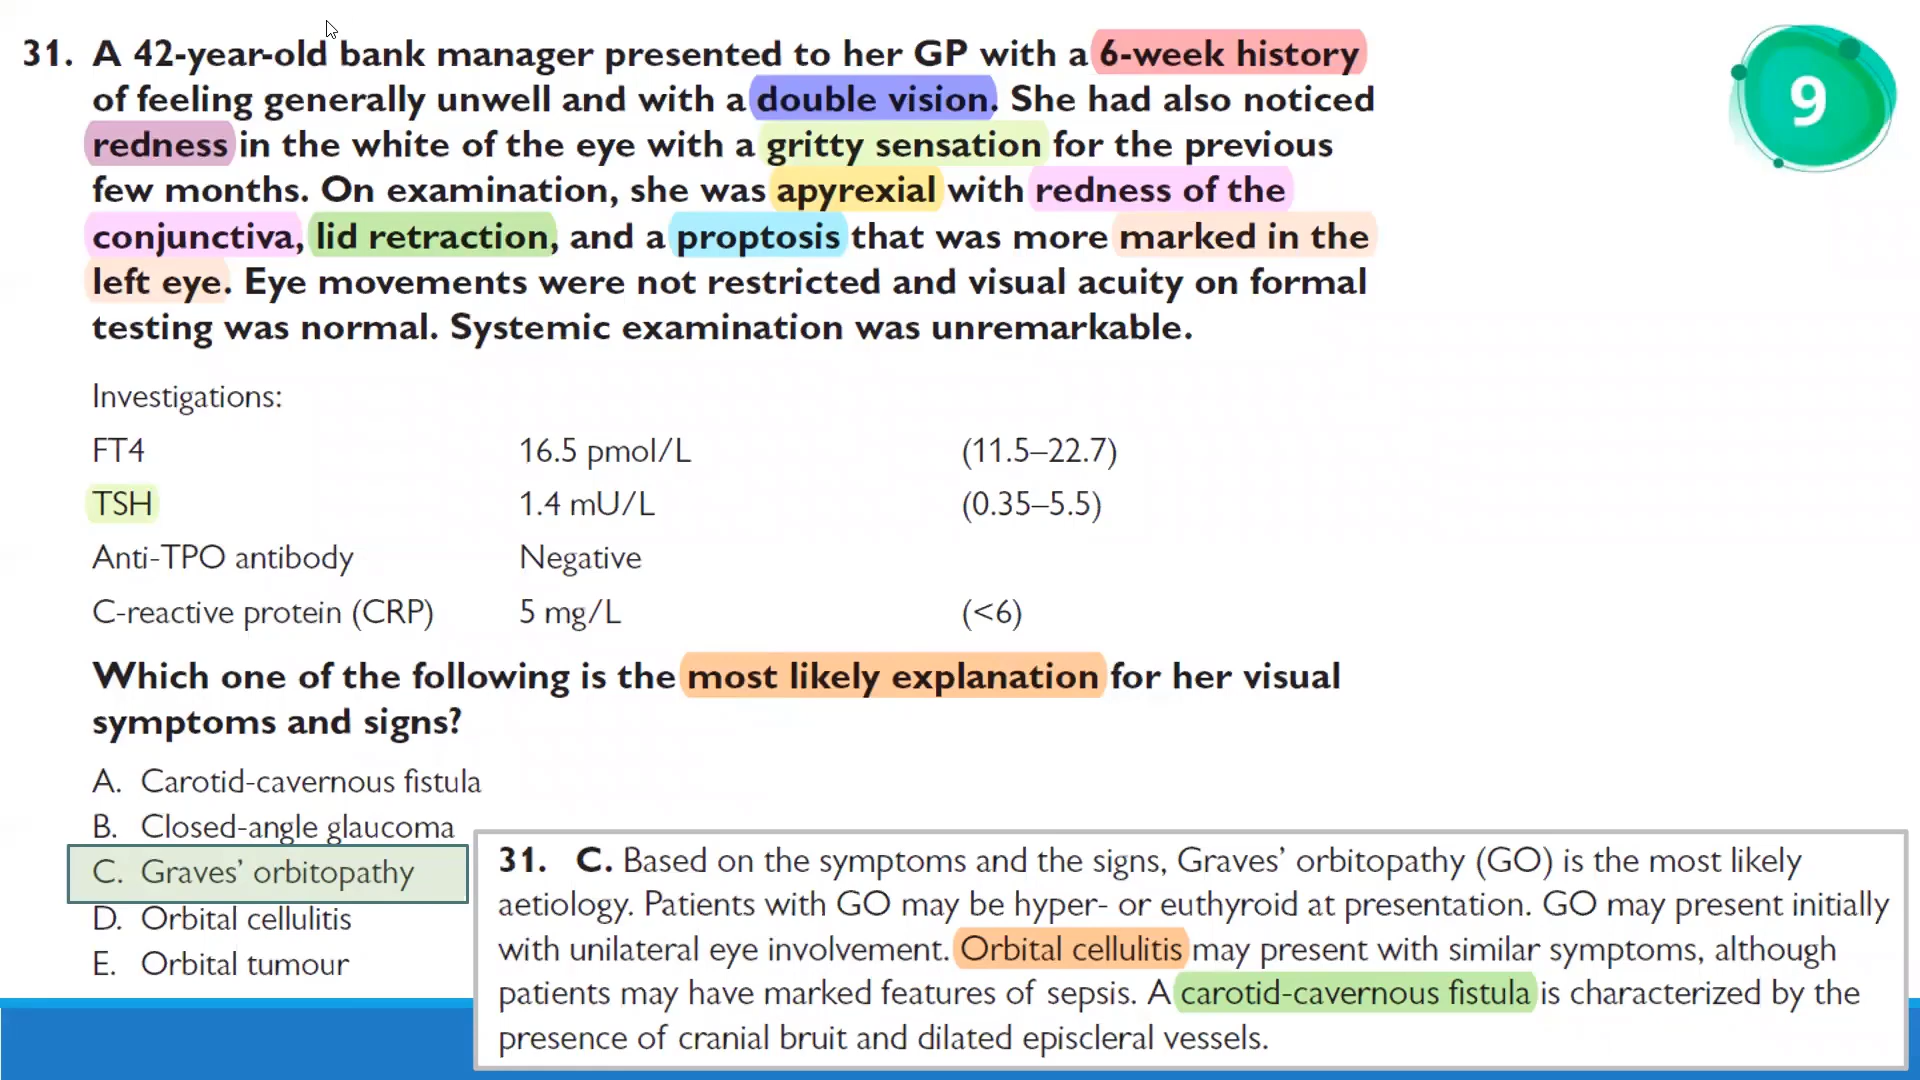 31. A 42-year-old bank manager presented to her GP with a 6-week history
of feeling generally unwell and with a double vision. She had also noticed
redness in the white of the eye with a gritty sensation for the previous
few months. On examination, she was apyrexial with redness of the
conjunctiva, lid retraction, and a proptosis that was more marked in the
left eye. Eye movements were not restricted and visual acuity on formal
testing was normal. Systemic examination was unremarkable.
9
Investigations:
FT4 16.5 pmol/L (11.5–22.7)
TSH 1.4 mU/L (0.35–5.5)
Anti-TPO antibody Negative
C-reactive protein (CRP) 5 mg/L (<6)
Which one of the following is the most likely explanation for her visual
symptoms and signs?
A. Carotid-cavernous fistula
B. Closed-angle glaucoma
C. Graves’ orbitopathy
D. Orbital cellulitis
E. Orbital tumour
31. C. Based on the symptoms and the signs, Graves’ orbitopathy (GO) is the most likely
aetiology. Patients with GO may be hyper- or euthyroid at presentation. GO may present initially
with unilateral eye involvement. Orbital cellulitis may present with similar symptoms, although
patients may have marked features of sepsis. A carotid-cavernous fistula is characterized by the
presence of cranial bruit and dilated episcleral vessels.